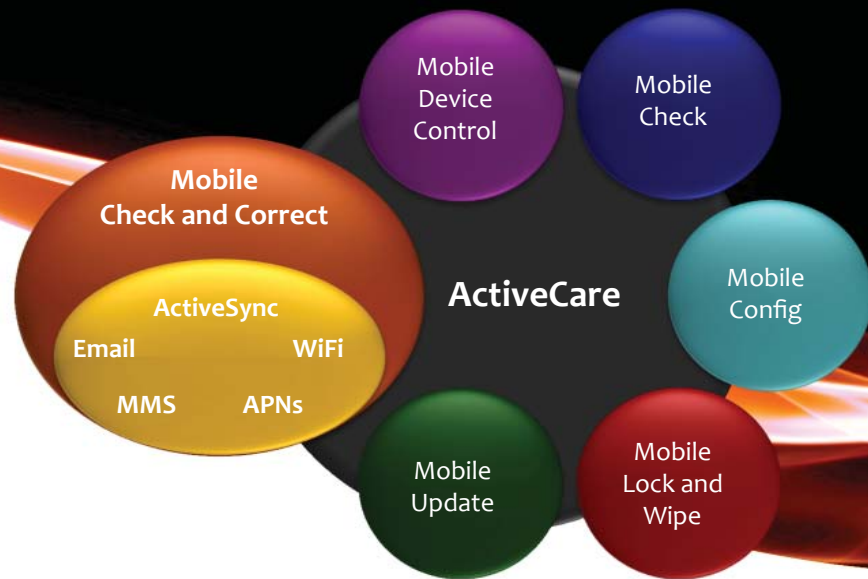 Mobile
Device
Control
Mobile
Check
Mobile
Check and Correct
ActiveSync
Email
WiFi
MMS
APNs
ActiveCare
Mobile
Config
Mobile
Update
Mobile
Lock and
Wipe